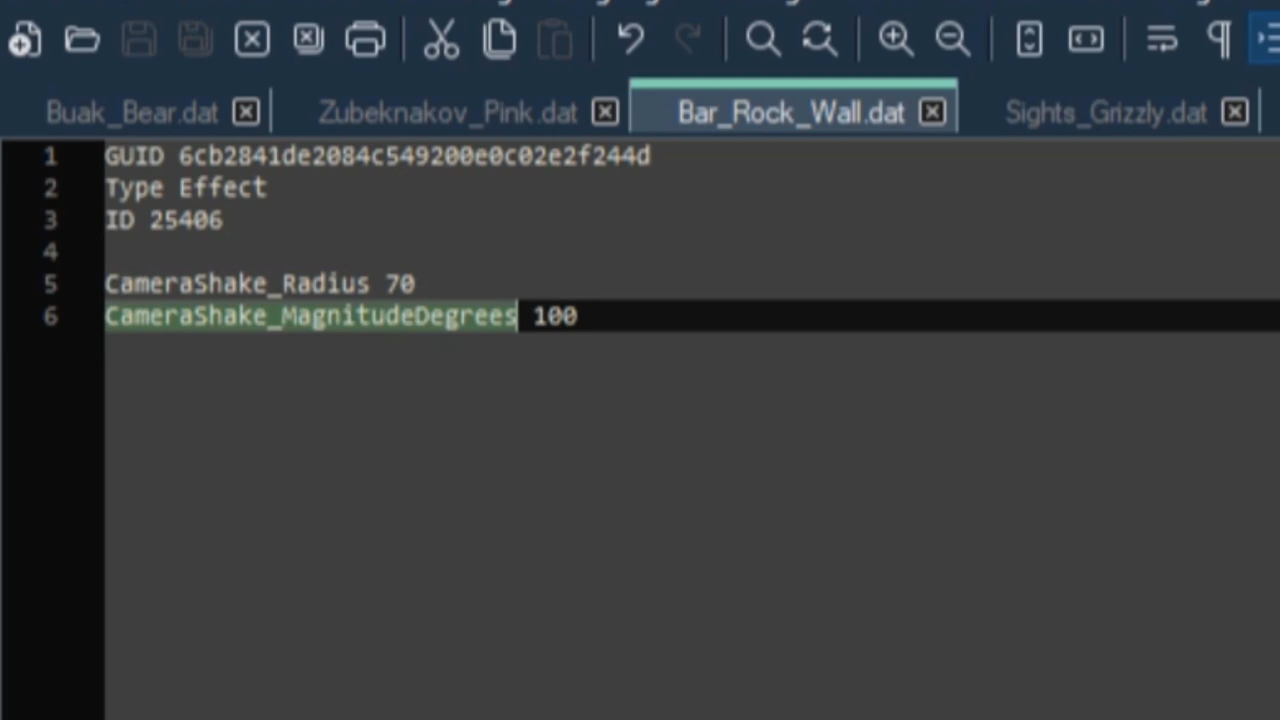 Buak_Bear.dat
Zubeknakov_Pink.dat
Bar_Rock_Wall.dat
Sights_Grizzly.dat
1 GUID 6cb2841de2084c549200e0c02e2f244d
2 Type Effect
3 ID 25406
4
5 CameraShake_Radius 70
6 CameraShake_MagnitudeDegrees 100